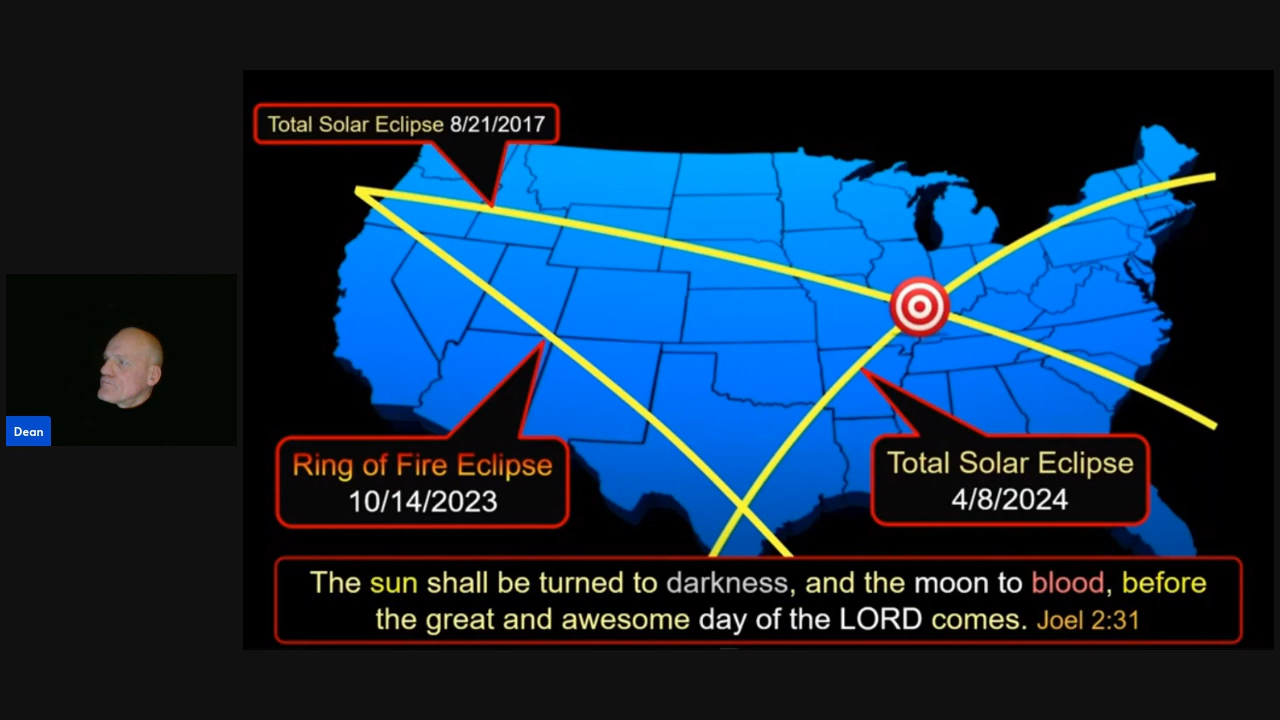 Total Solar Eclipse 8/21/2017
Ring of Fire Eclipse
10/14/2023
Total Solar Eclipse
4/8/2024
Dean
The sun shall be turned to darkness, and the moon to blood, before
the great and awesome day of the LORD comes. Joel 2:31